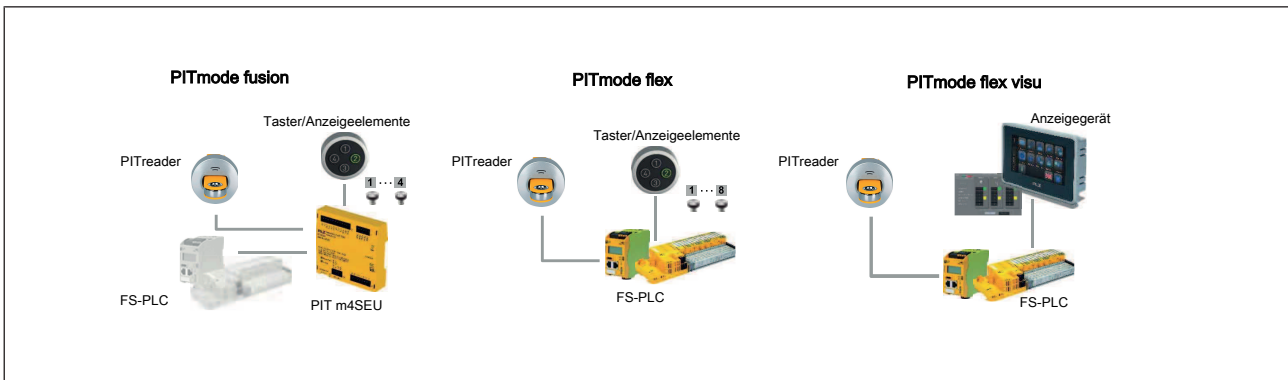 PITmode fusion
Taster/Anzeigeelemente
PITreader
1 ... 4
FS-PLC
PIT m4SEU
PITmode flex
Taster/Anzeigeelemente
PITreader
1 ... 8
FS-PLC
PITmode flex visu
Anzeigegerät
PITreader
FS-PLC